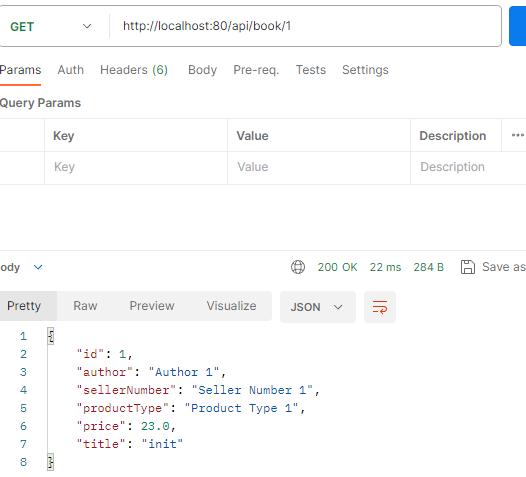 GET http://localhost:80/api/book/1
Params Auth Headers (6) Body Pre-req. Tests Settings
Query Params
Key Value Description ...
Key Value Description
ody 200 OK 22 ms 284 B Save as
Pretty Raw Preview Visualize JSON
1 {
2 "id": 1,
3 "author": "Author 1",
4 "sellerNumber": "Seller Number 1",
5 "productType": "Product Type 1",
6 "price": 23.0,
7 "title": "init"
8 }